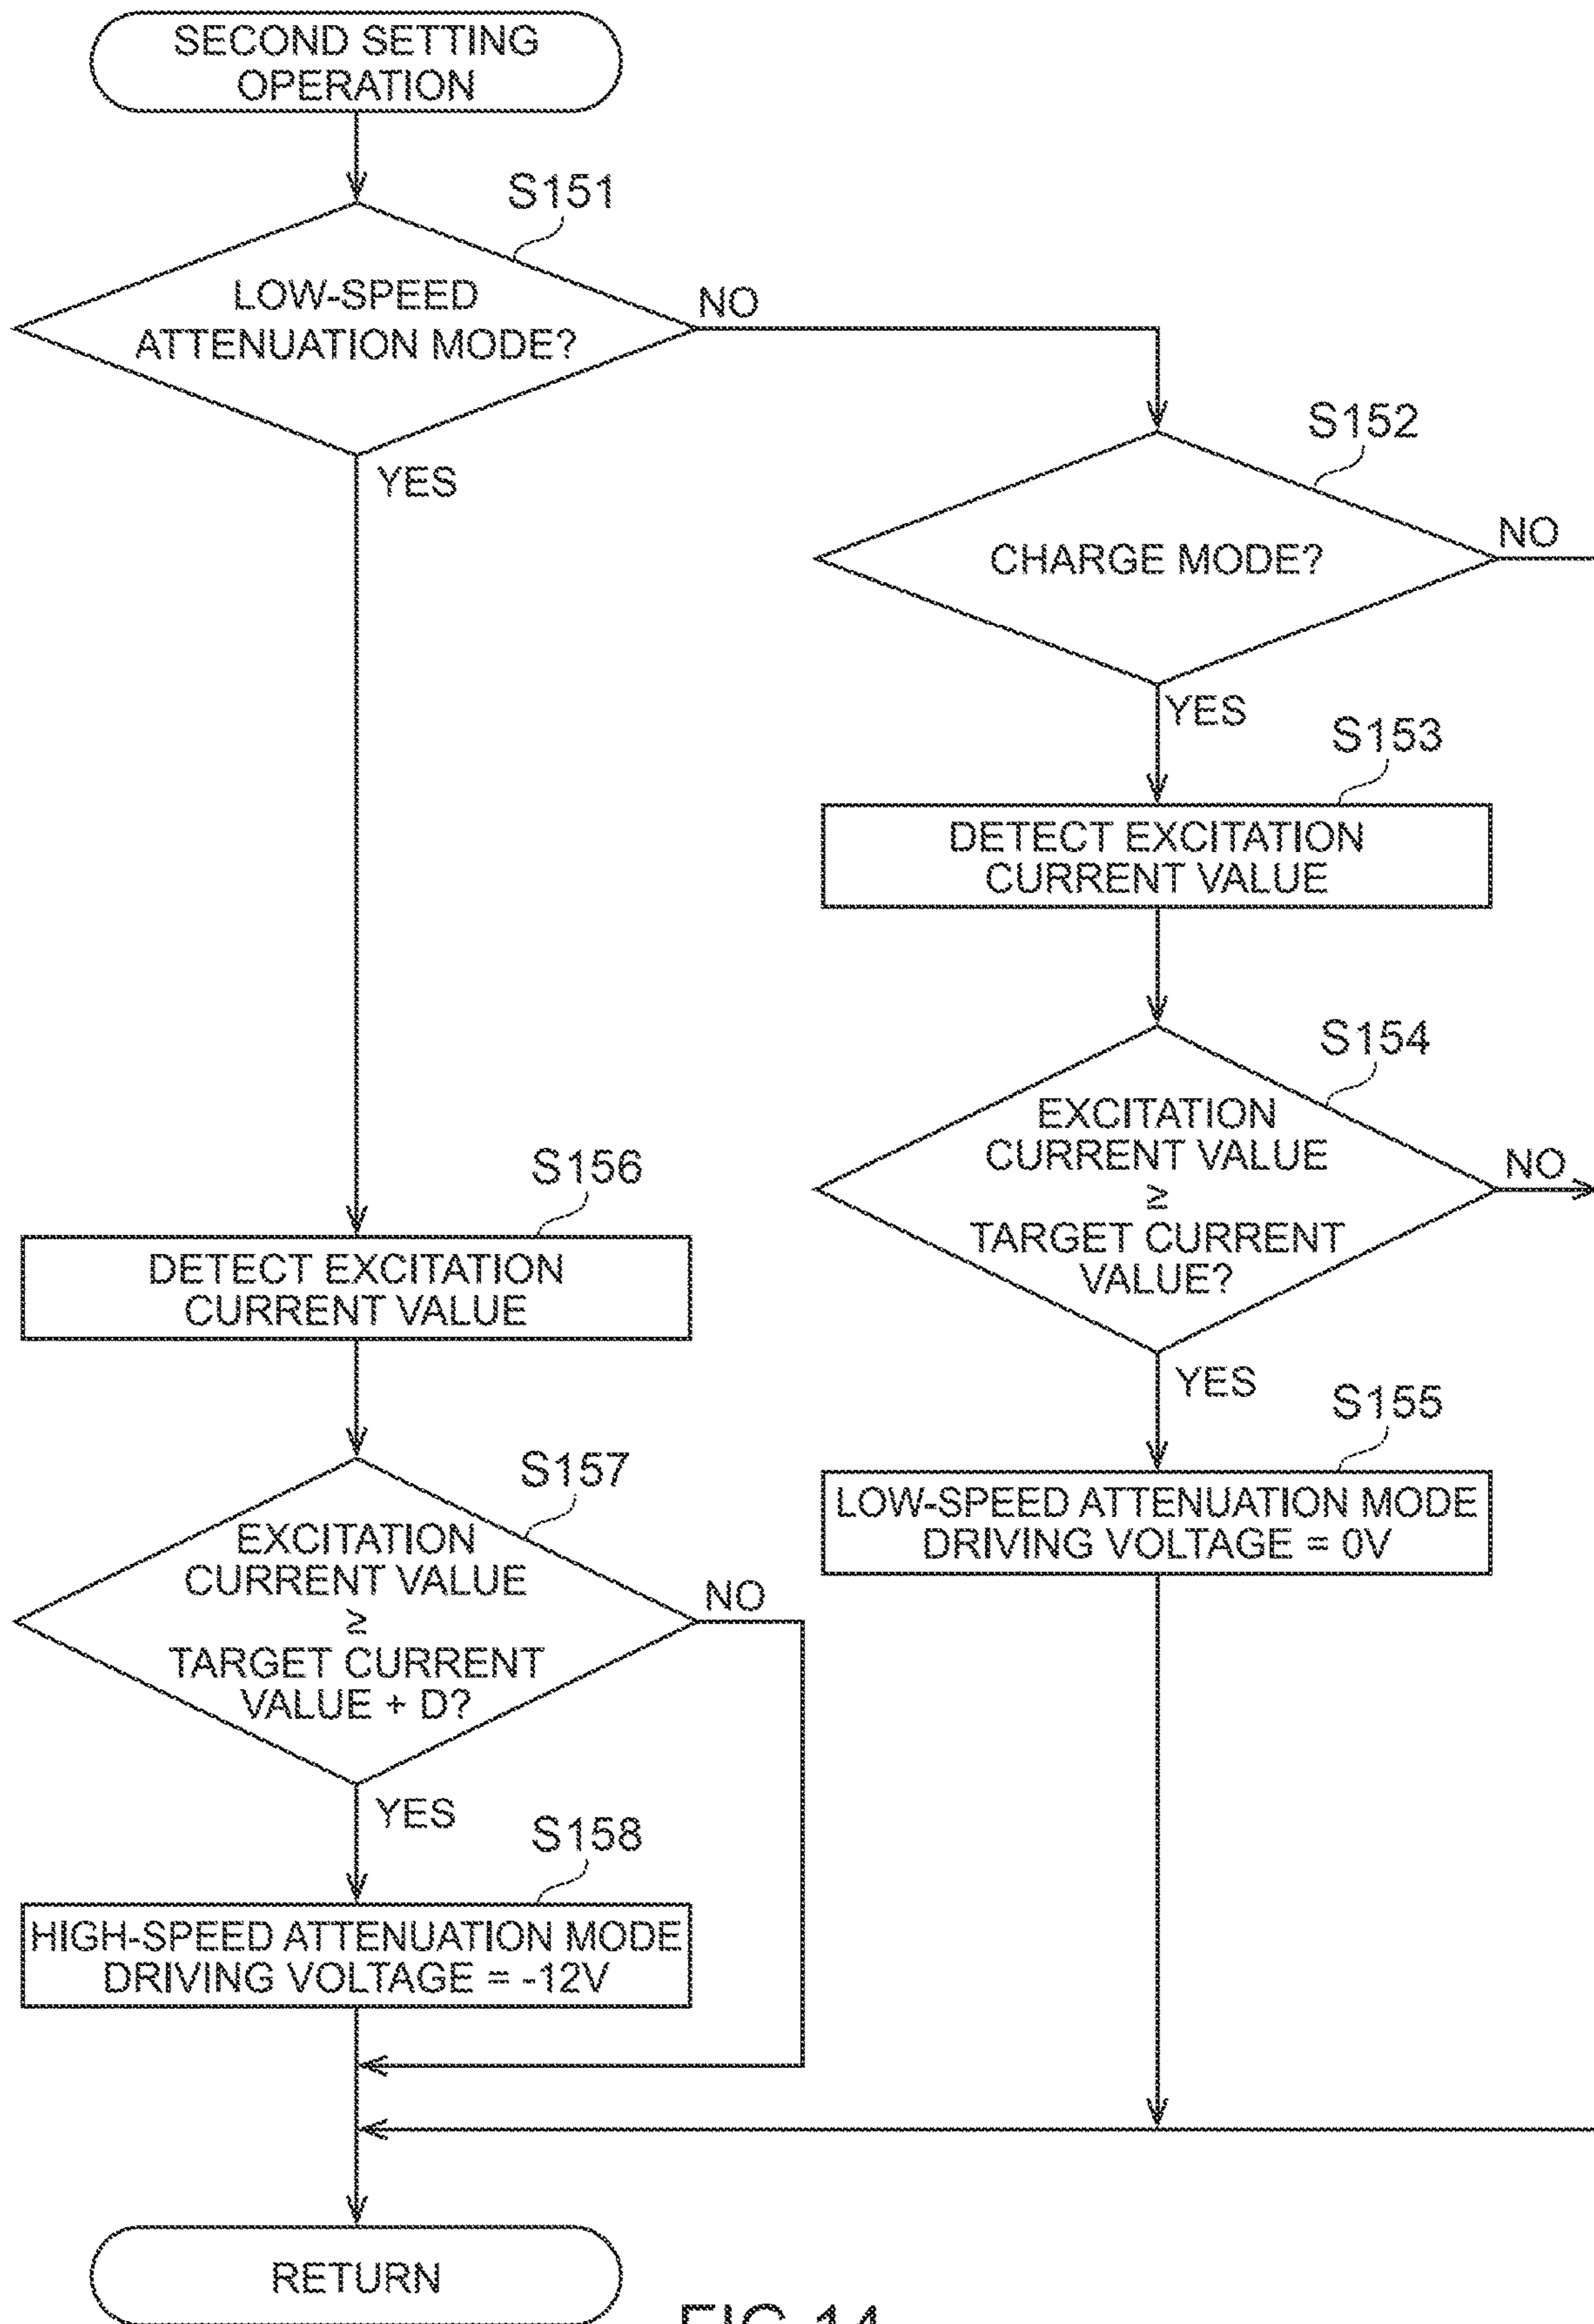 SECOND SETTING
OPERATION
S151
LOW-SPEED
ATTENUATION MODE?
NO
YES
S152
CHARGE MODE?
NO
YES
S153
DETECT EXCITATION
CURRENT VALUE
S154
EXCITATION
CURRENT VALUE
≥
TARGET CURRENT
VALUE?
NO
YES
S155
LOW-SPEED ATTENUATION MODE
DRIVING VOLTAGE = 0V
S156
DETECT EXCITATION
CURRENT VALUE
S157
EXCITATION
CURRENT VALUE
≥
TARGET CURRENT
VALUE + D?
NO
YES
S158
HIGH-SPEED ATTENUATION MODE
DRIVING VOLTAGE = -12V
RETURN
FIG.14